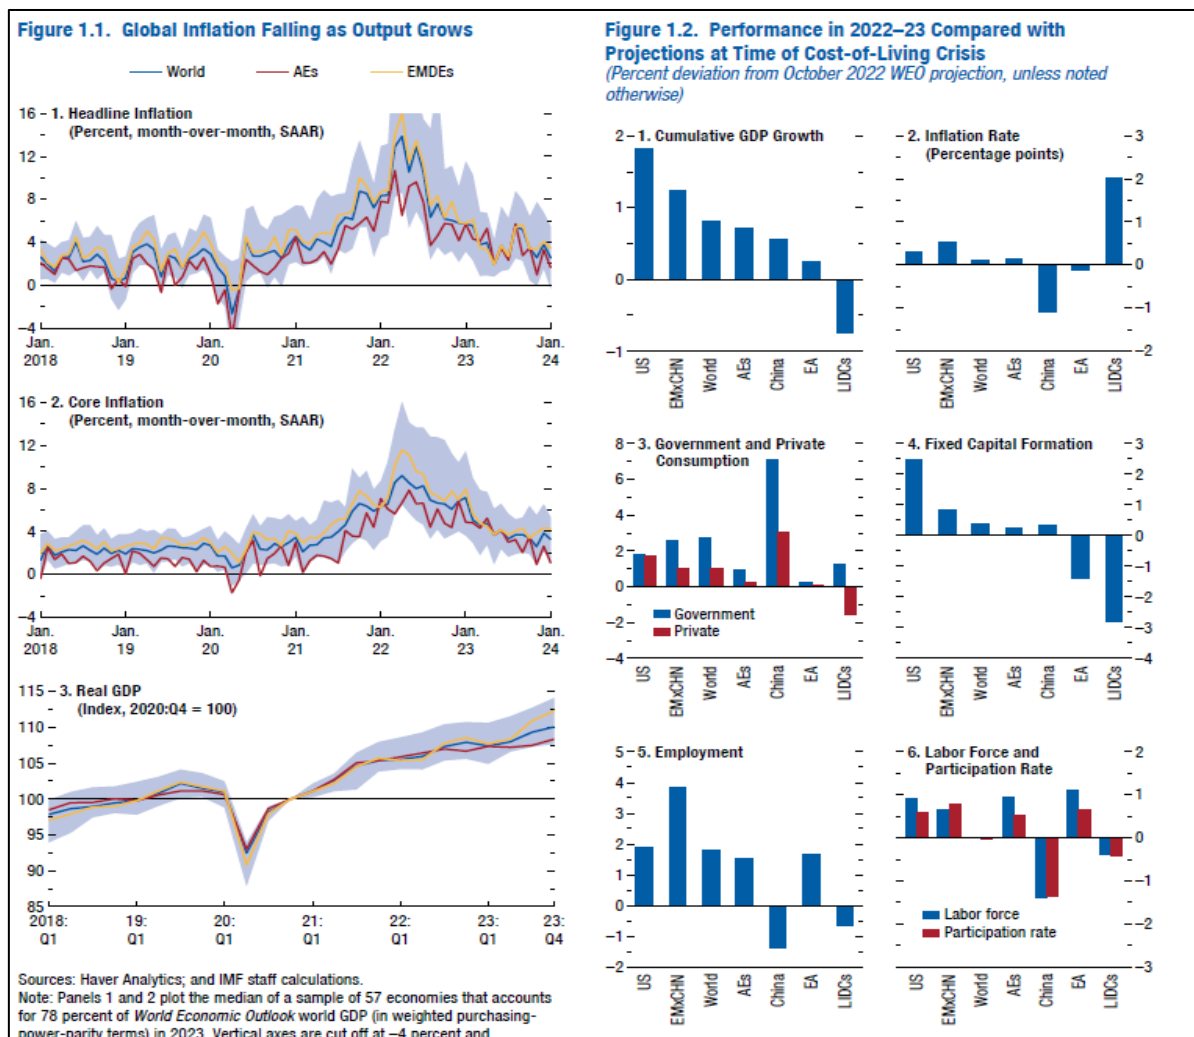 Figure 1.1. Global Inflation Falling as Output Grows
World AEs EMDEs
16 1. Headline Inflation
(Percent, month-over-month, SAAR)
12
8
4
0
–4
Jan. Jan. Jan. Jan. Jan. Jan. Jan.
2018 19 20 21 22 23 24
16 2. Core Inflation
(Percent, month-over-month, SAAR)
12
8
4
0
–4
Jan. Jan. Jan. Jan. Jan. Jan. Jan.
2018 19 20 21 22 23 24
115 3. Real GDP
(Index, 2020:Q4 = 100)
110
105
100
95
90
85
2018: 19: 20: 21: 22: 23: 23:
Q1 Q1 Q1 Q1 Q1 Q1 Q4
Sources: Haver Analytics; and IMF staff calculations.
Note: Panels 1 and 2 plot the median of a sample of 57 economies that accounts
for 78 percent of World Economic Outlook world GDP (in weighted purchasing-
power-parity terms) in 2023. Vertical axes are cut off at –4 percent and
Figure 1.2. Performance in 2022–23 Compared with
Projections at Time of Cost-of-Living Crisis
(Percent deviation from October 2022 WEO projection, unless noted
otherwise)
2 1. Cumulative GDP Growth
1
0
–1
US EMxCHN World AEs China EA LIDCs
2. Inflation Rate 3
(Percentage points)
2
1
0
–1
–2
US EMxCHN World AEs China EA LIDCs
8 3. Government and Private
Consumption
6
4
2
0
Government
Private
–2
–4
US EMxCHN World AEs China EA LIDCs
4. Fixed Capital Formation 3
2
1
0
–1
–2
–3
–4
US EMxCHN World AEs China EA LIDCs
5 5. Employment
4
3
2
1
0
–1
–2
US EMxCHN World AEs China EA LIDCs
6. Labor Force and 2
Participation Rate
1
0
–1
Labor force
Participation rate
–2
–3
US EMxCHN World AEs China EA LIDCs